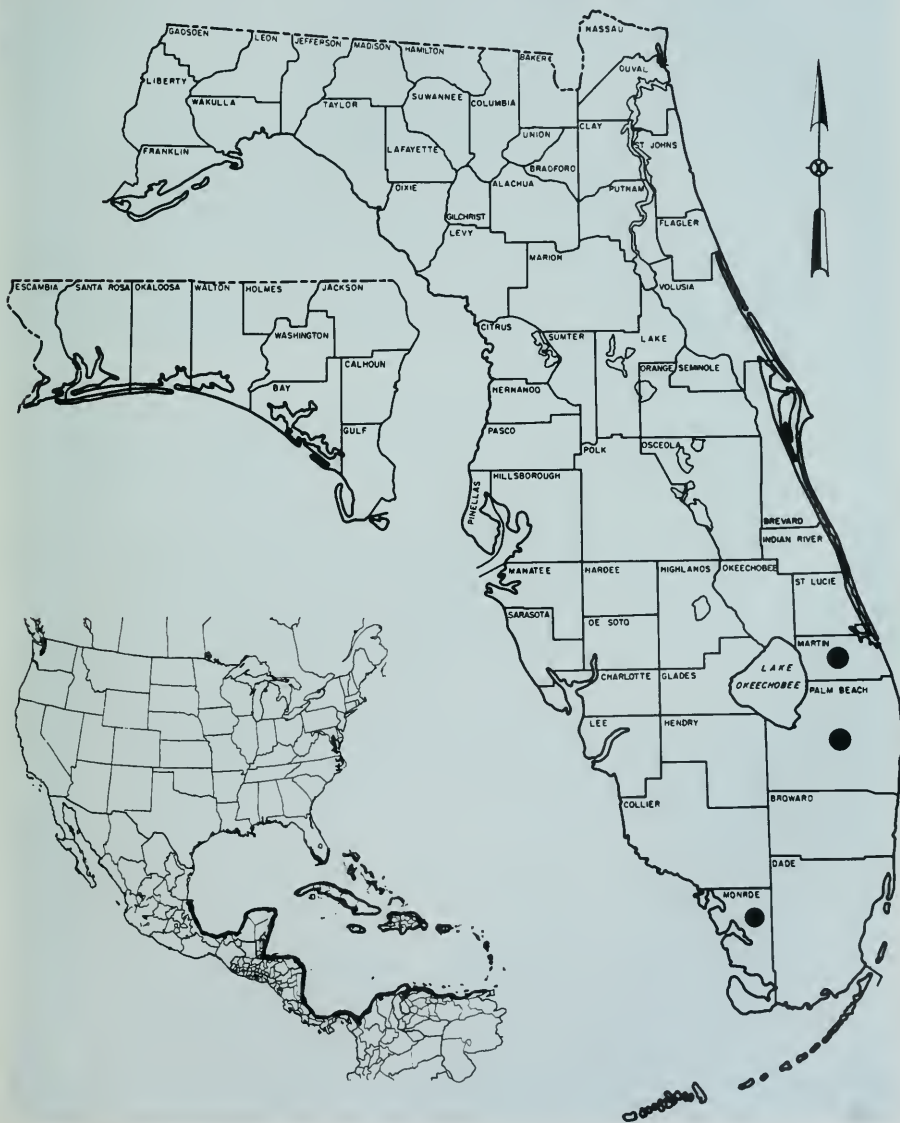 NASSAU
GADSDEN
LEON
JEFFERSON
MADISON
HAMILTON
BAKER
DUVAL
LIBERTY
WAKULLA
TAYLOR
SUWANNEE
COLUMBIA
UNION
CLAY
ST JOHNS
FRANKLIN
LAFAYETTE
BRADFORD
DIXIE
ALACHUA
PUTNAM
GILCHRIST
FLAGLER
LEVY
MARION
VOLUSIA
ESCAMBIA
SANTA ROSA
OKALOOSA
WALTON
HOLMES
JACKSON
WASHINGTON
CALHOUN
BAY
GULF
CITRUS
SUMTER
LAKE
ORANGE
SEMINOLE
HERNANDO
PASCO
POLK
OSCEOLA
HILLSBOROUGH
PINELLAS
BREVARD
INDIAN RIVER
MANATEE
HARDEE
HIGHLANDS
OKEECHOBEE
ST LUCIE
SARASOTA
DE SOTO
MARTIN
LAKE
OKEECHOBEE
CHARLOTTE
GLADES
PALM BEACH
LEE
HENDRY
COLLIER
BROWARD
DADE
MONROE